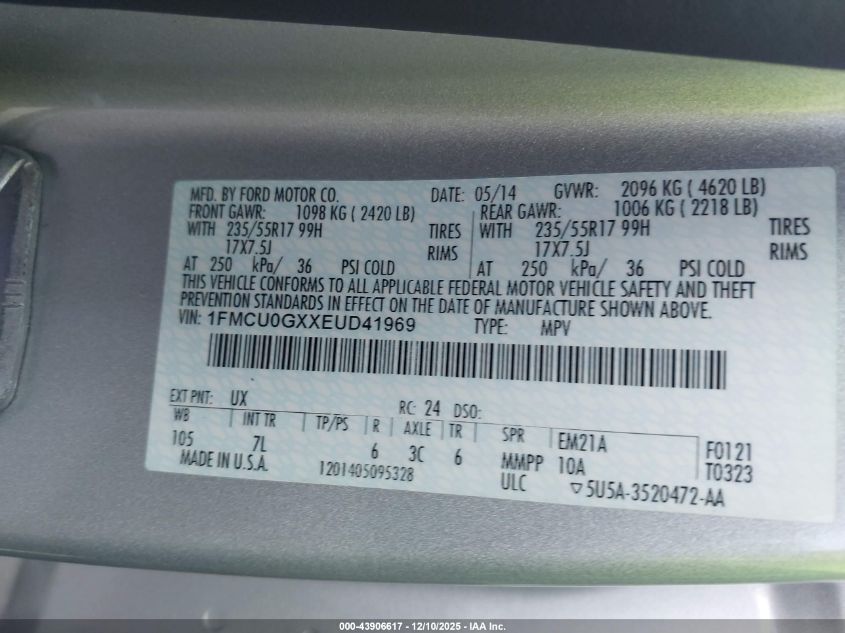 MFD. BY FORD MOTOR CO. DATE: 05/14 GVWR: 2096 KG ( 4620 LB)
FRONT GAWR: 1098 KG ( 2420 LB) REAR GAWR: 1006 KG ( 2218 LB)
WITH 235/55R17 99H TIRES WITH 235/55R17 99H TIRES
17X7.5J RIMS 17X7.5J RIMS
AT 250 kPa/ 36 PSI COLD AT 250 kPa/ 36 PSI COLD
THIS VEHICLE CONFORMS TO ALL APPLICABLE FEDERAL MOTOR VEHICLE SAFETY AND THEFT
PREVENTION STANDARDS IN EFFECT ON THE DATE OF MANUFACTURE SHOWN ABOVE.
VIN: 1FMCU0GXXEUD41969 TYPE: MPV
EXT PNT: UX RC: 24 DSO:
WB INT TR TP/PS R AXLE TR SPR EM21A
105 7L 6 3C 6 MMPP 10A F0121
MADE IN U.S.A. 1201405095328 ULC ▽5U5A-3520472-AA T0323
000-43906617 - 12/10/2025 - IAA Inc.